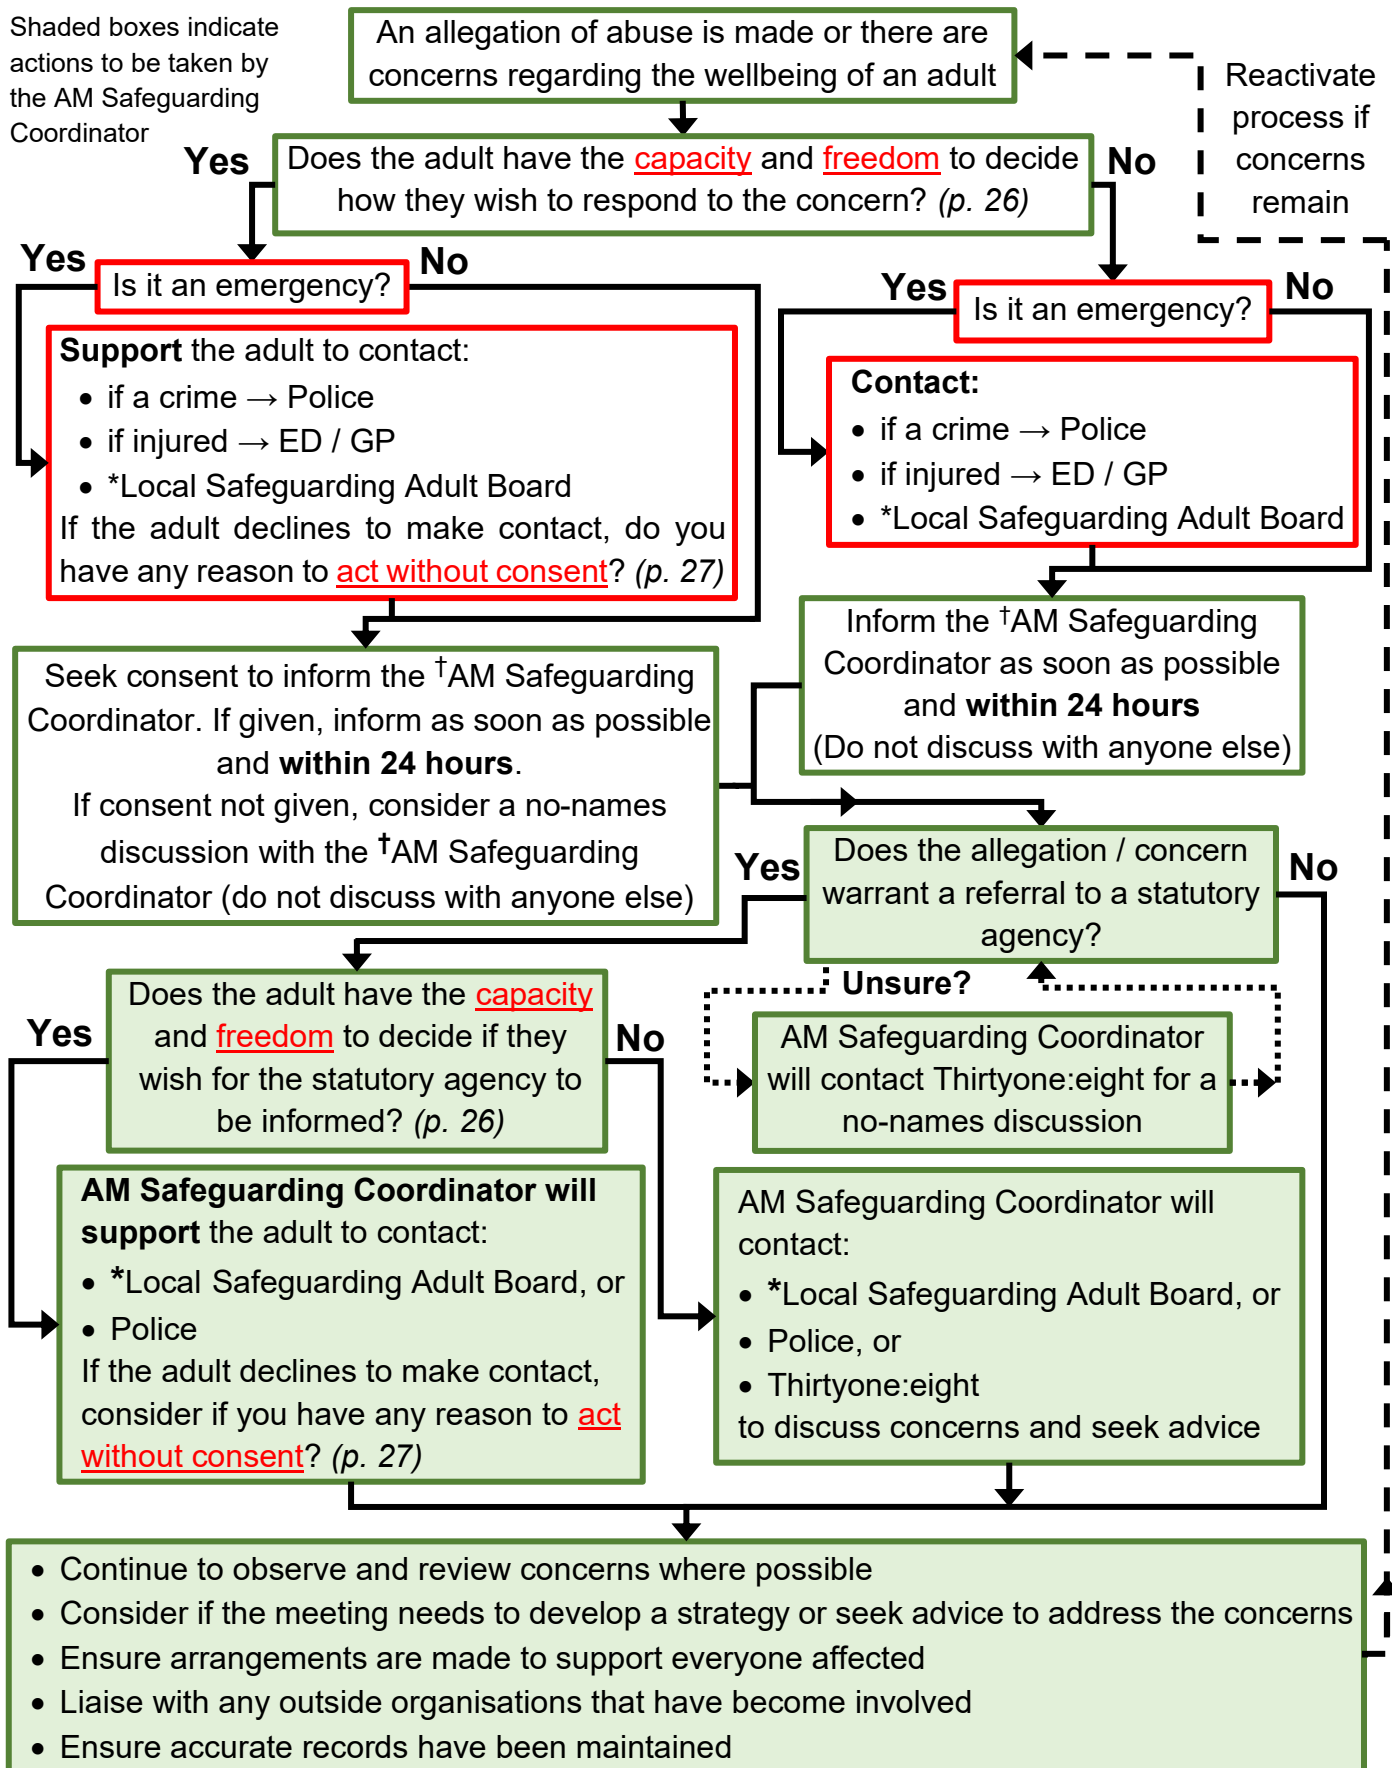 Shaded boxes indicate
actions to be taken by
the AM Safeguarding
Coordinator
An allegation of abuse is made or there are
concerns regarding the wellbeing of an adult
Reactivate
process if
concerns
remain
Yes
Does the adult have the capacity and freedom to decide
how they wish to respond to the concern? (p. 26)
No
Yes
Is it an emergency?
No
Yes
Is it an emergency?
No
Support the adult to contact:
• if a crime → Police
• if injured → ED / GP
• *Local Safeguarding Adult Board
If the adult declines to make contact, do you
have any reason to act without consent? (p. 27)
Contact:
• if a crime → Police
• if injured → ED / GP
• *Local Safeguarding Adult Board
Seek consent to inform the †AM Safeguarding
Coordinator. If given, inform as soon as possible
and within 24 hours.
If consent not given, consider a no-names
discussion with the †AM Safeguarding
Coordinator (do not discuss with anyone else)
Inform the †AM Safeguarding
Coordinator as soon as possible
and within 24 hours
(Do not discuss with anyone else)
Yes
Does the allegation / concern
warrant a referral to a statutory
agency?
No
Unsure?
AM Safeguarding Coordinator
will contact Thirtyone:eight for a
no-names discussion
Yes
Does the adult have the capacity
and freedom to decide if they
wish for the statutory agency to
be informed? (p. 26)
No
AM Safeguarding Coordinator will
support the adult to contact:
• *Local Safeguarding Adult Board, or
• Police
If the adult declines to make contact,
consider if you have any reason to act
without consent? (p. 27)
AM Safeguarding Coordinator will
contact:
• *Local Safeguarding Adult Board, or
• Police, or
• Thirtyone:eight
to discuss concerns and seek advice
• Continue to observe and review concerns where possible
• Consider if the meeting needs to develop a strategy or seek advice to address the concerns
• Ensure arrangements are made to support everyone affected
• Liaise with any outside organisations that have become involved
• Ensure accurate records have been maintained